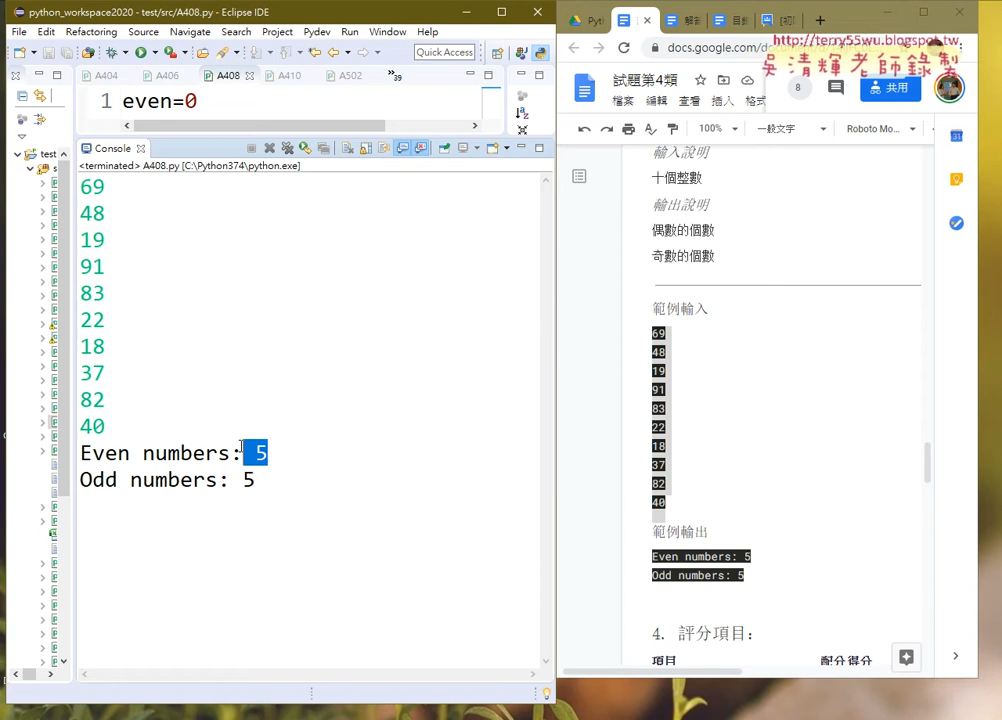 python_workspace2020 - test/src/A408.py - Eclipse IDE
File Edit Refactoring Source Navigate Search Project Pydev Run Window Help
Quick Access
A404 A406 A408 A410 A502 »39
1 even=0
Console
<terminated> A408.py [C:\Python374\python.exe]
69
48
19
91
83
22
18
37
82
40
Even numbers: 5
Odd numbers: 5
test
docs.google.com
http://terry55wu.blogspot.tw
吳清輝老師錄製
試題第4類
8
共用
檔案 編輯 查看 插入 格式
100% 一般文字 Roboto Mo...
輸入說明
十個整數
輸出說明
偶數的個數
奇數的個數
範例輸入
69
48
19
91
83
22
18
37
82
40
範例輸出
Even numbers: 5
Odd numbers: 5
4. 評分項目:
項目 配分得分